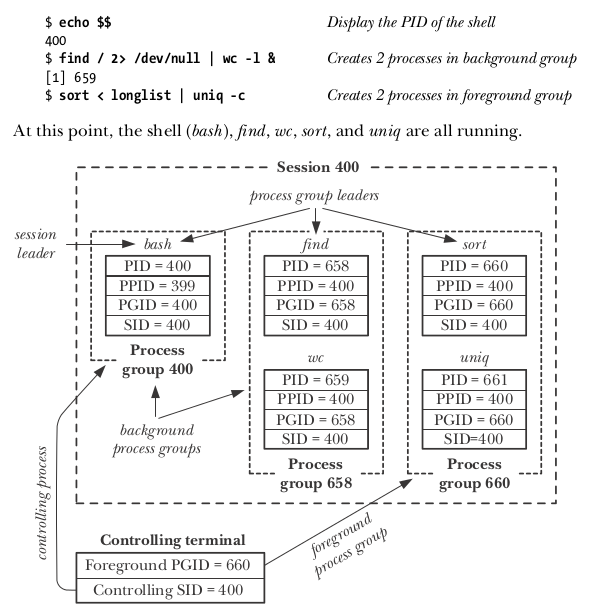 $ echo $$ Display the PID of the shell
400
$ find / 2> /dev/null | wc -l & Creates 2 processes in background group
[1] 659
$ sort < longlist | uniq -c Creates 2 processes in foreground group
At this point, the shell (bash), find, wc, sort, and uniq are all running.
Session 400
process group leaders
session
leader
bash
PID = 400
PPID = 399
PGID = 400
SID = 400
Process
group 400
find
PID = 658
PPID = 400
PGID = 658
SID = 400
wc
PID = 659
PPID = 400
PGID = 658
SID = 400
Process
group 658
sort
PID = 660
PPID = 400
PGID = 660
SID = 400
uniq
PID = 661
PPID = 400
PGID = 660
SID=400
Process
group 660
background
process groups
controlling process
foreground
process group
Controlling terminal
Foreground PGID = 660
Controlling SID = 400